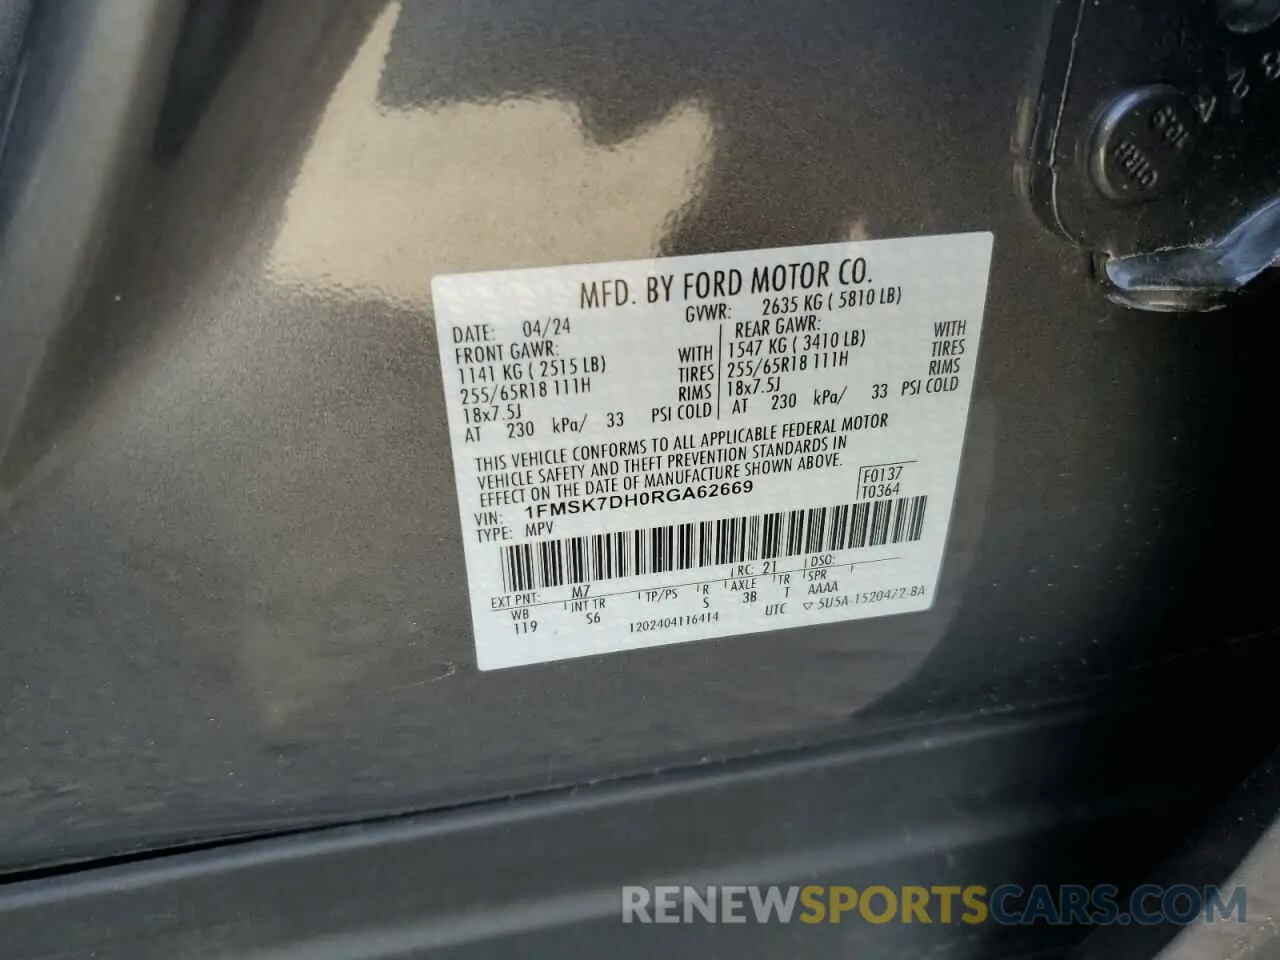 MFD. BY FORD MOTOR CO.
DATE: 04/24 GVWR: 2635 KG ( 5810 LB)
FRONT GAWR: REAR GAWR:
1141 KG ( 2515 LB) WITH 1547 KG ( 3410 LB) WITH
255/65R18 111H TIRES 255/65R18 111H TIRES
18x7.5J RIMS 18x7.5J RIMS
AT 230 kPa/ 33 PSI COLD AT 230 kPa/ 33 PSI COLD
THIS VEHICLE CONFORMS TO ALL APPLICABLE FEDERAL MOTOR
VEHICLE SAFETY AND THEFT PREVENTION STANDARDS IN
EFFECT ON THE DATE OF MANUFACTURE SHOWN ABOVE.
VIN: 1FMSK7DH0RGA62669 F0137
TYPE: MPV T0364
EXT PNT: M7 RC: 21 DSO:
WB INT TR TP/PS R AXLE TR SPR
119 S6 S 3B T AAAA
1202404116414 UTC ▽ 5U5A-1520472-BA
RENEWSPORTSCARS.COM